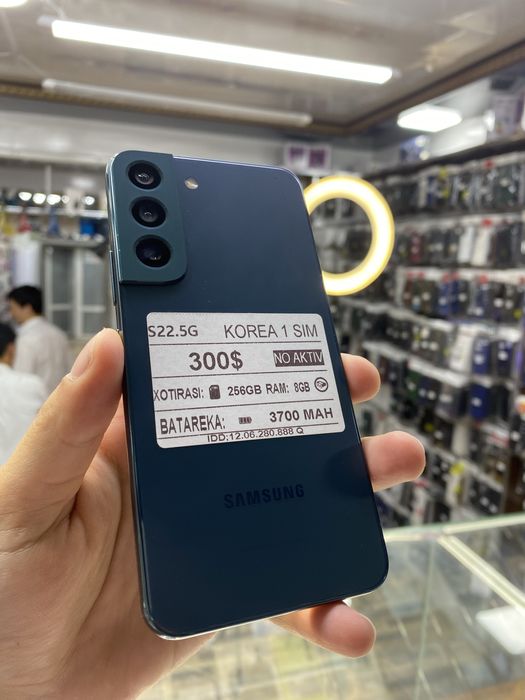 S22.5G KOREA 1 SIM
300$ NO AKTIV
XOTIRASI: 256GB RAM: 8GB
BATAREKA: 3700 MAH
IDD;12.06.280.888 Q
SAMSUNG